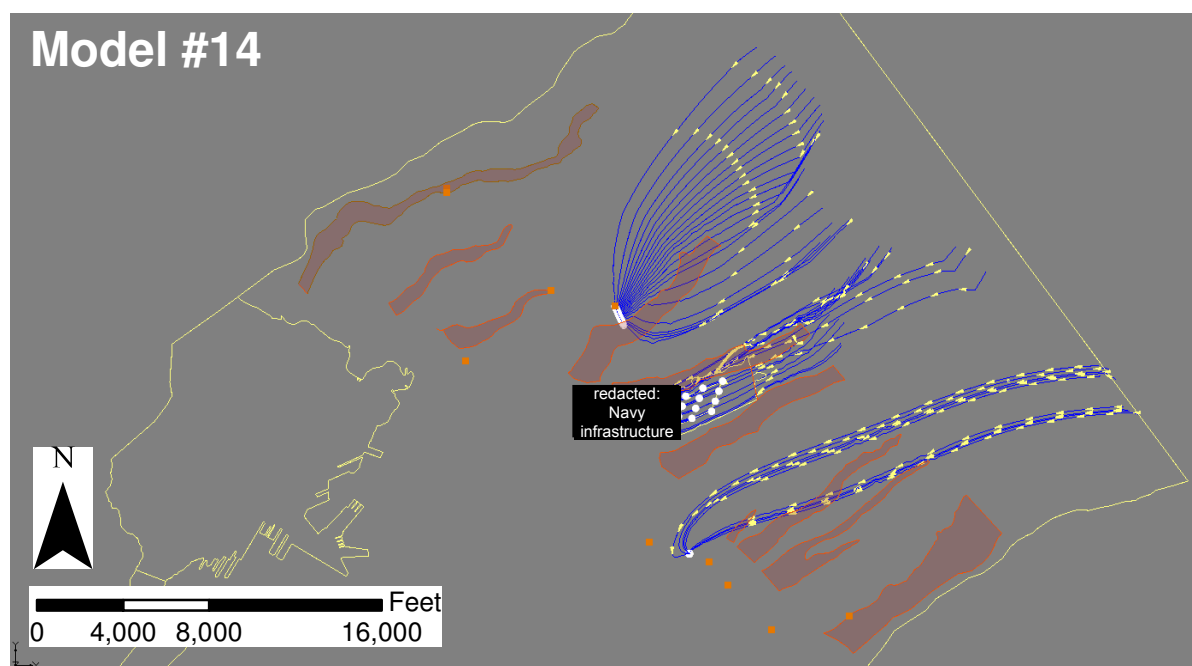 Model #14
redacted:
Navy
infrastructure
N
Feet
0 4,000 8,000 16,000
Y
X